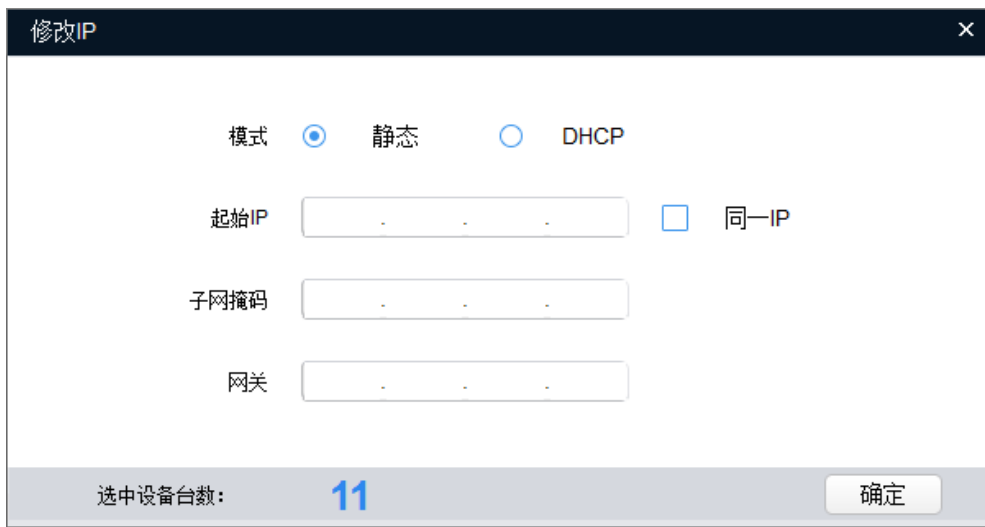 修改IP
模式 静态 DHCP
起始IP . . . 同一IP
子网掩码 . . .
网关 . . .
选中设备台数： 11 确定